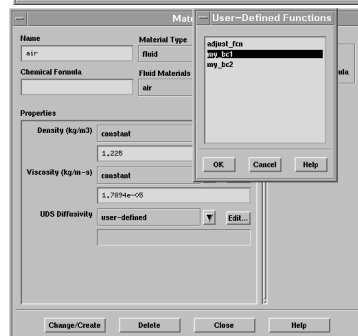 Mat
User-Defined Functions
Name
Material Type
air
fluid
Chemical Formula
Fluid Materials
ula
air
adjust_fcn
my_bc1
my_bc2
OK Cancel Help
Properties
Density (kg/m3) constant
1.225
Viscosity (kg/m-s) constant
1.7894e-05
UDS Diffusivity user-defined Edit...
Change/Create Delete Close Help